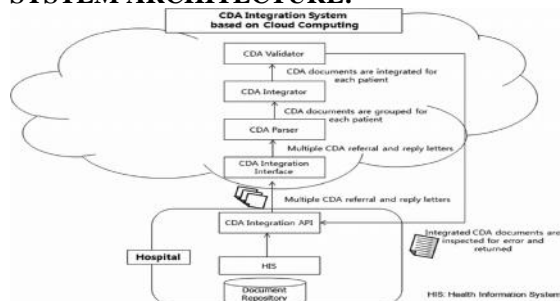 SYSTEM ARCHITECTURE:
CDA Integration System
based on Cloud Computing
CDA Validator
CDA documents are integrated for
each patient
CDA Integrator
CDA documents are grouped for
each patient
CDA Parser
Multiple CDA referral and reply letters
CDA Integration
Interface
Multiple CDA referral and reply letters
CDA Integration API
Integrated CDA documents are
inspected for error and
returned
Hospital
HIS
Document
Repository
HIS: Health Information System